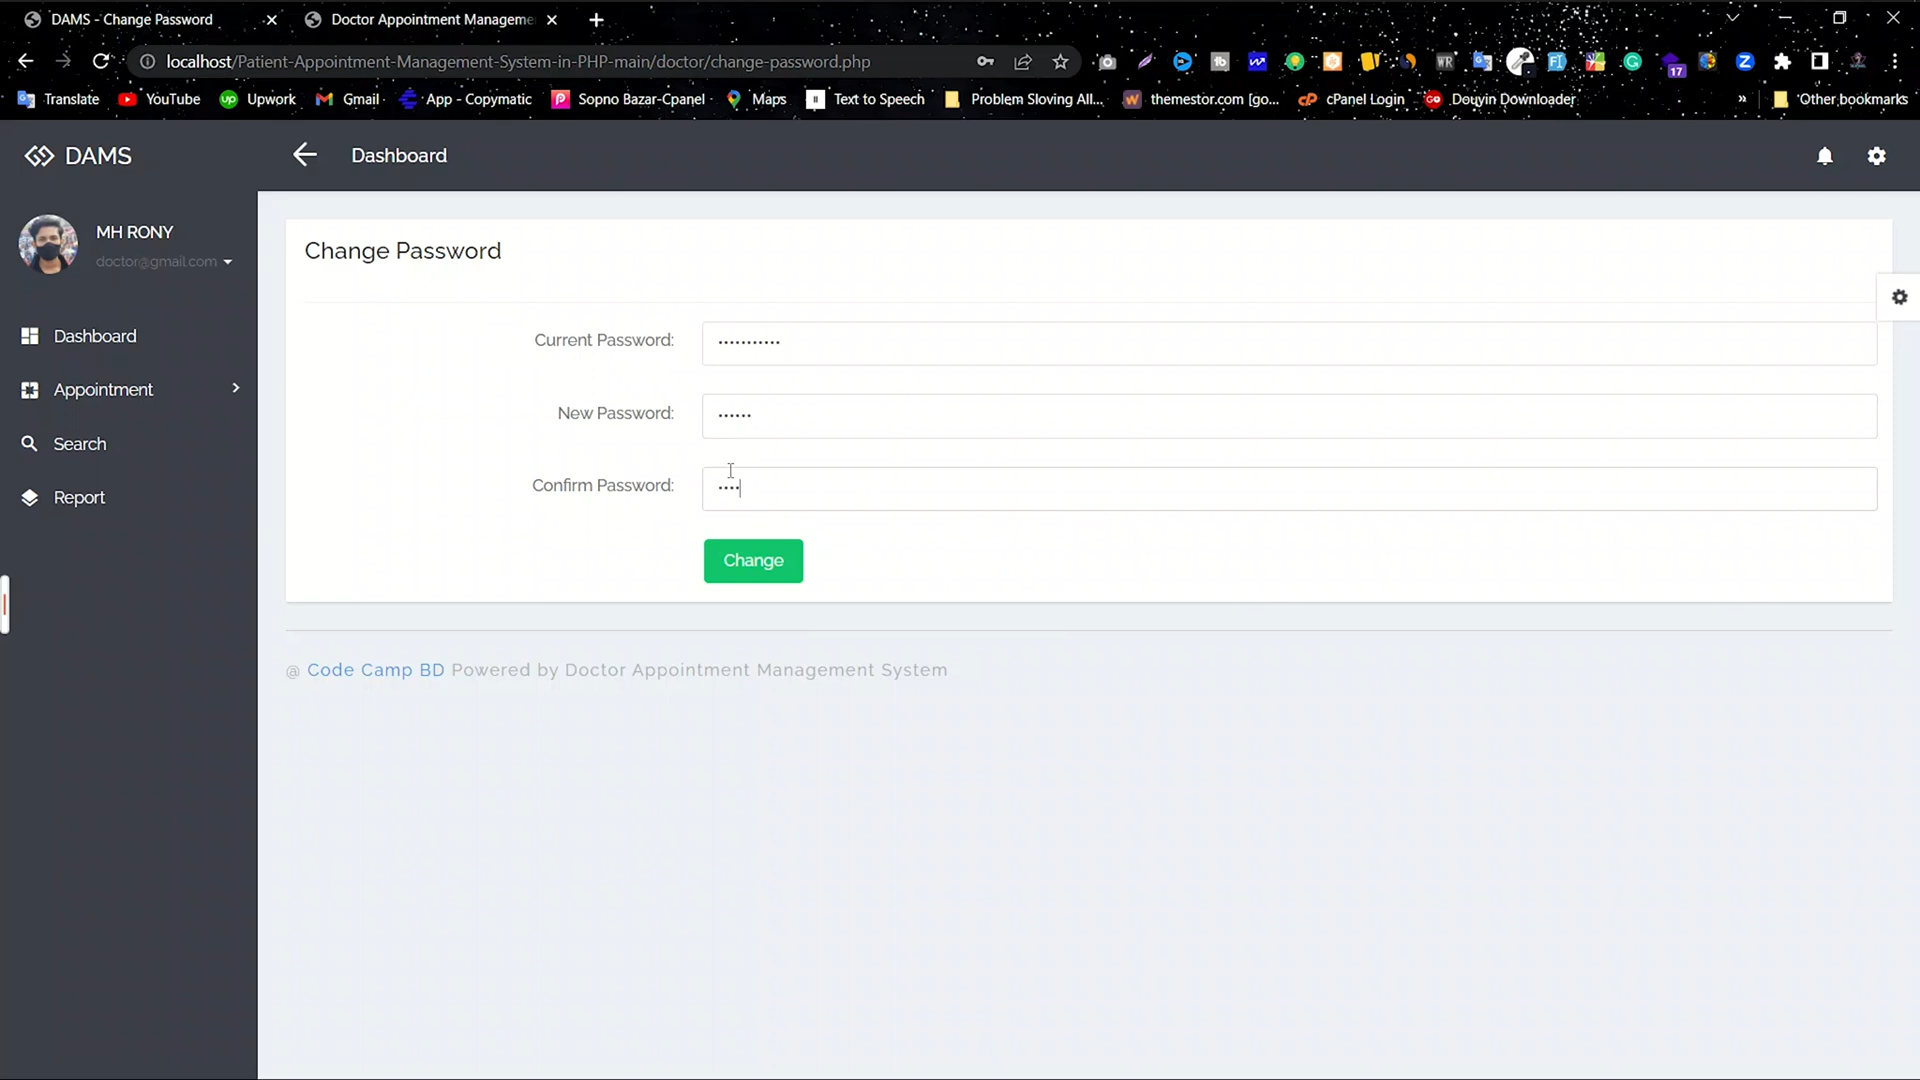 DAMS - Change Password
Doctor Appointment Manageme
localhost/Patient-Appointment-Management-System-in-PHP-main/doctor/change-password.php
17
Translate
YouTube
Upwork
Gmail
App - Copymatic
Sopno Bazar-Cpanel
Maps
Text to Speech
Problem Sloving All...
themestor.com [go...
cPanel Login
Douyin Downloader
»
Other bookmarks
DAMS
Dashboard
MH RONY
doctor@gmail.com
Dashboard
Appointment
Search
Report
Change Password
Current Password:
•••••••••••
New Password:
••••••
Confirm Password:
••••
Change
@ Code Camp BD Powered by Doctor Appointment Management System